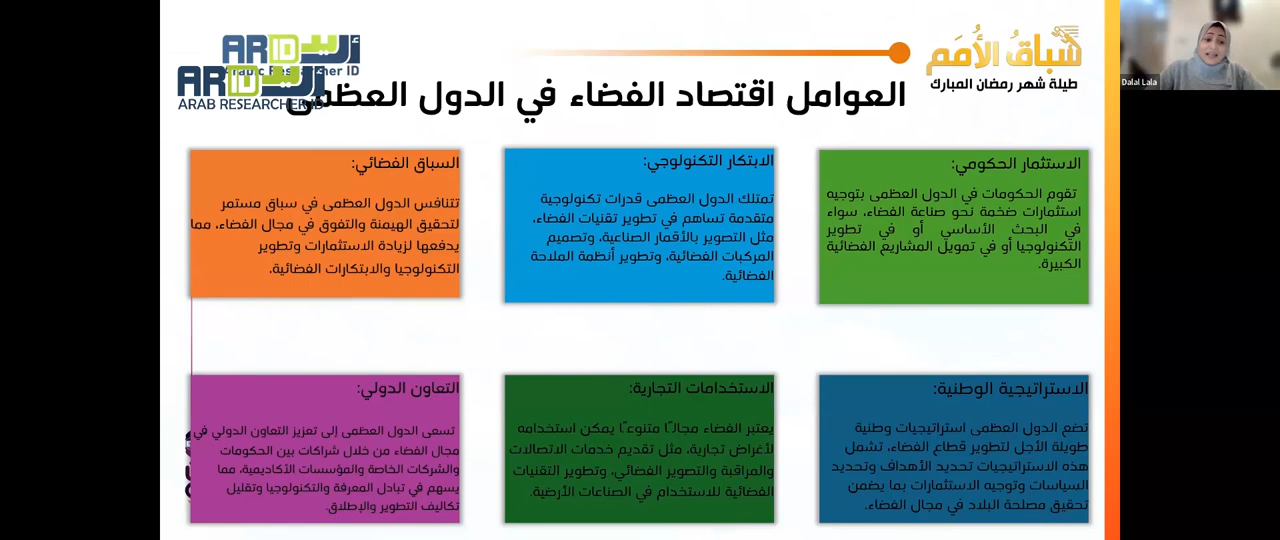 سباقُ الأُمَم
طيلة شهر رمضان المبارك
Dalal Lala
أريد
ARID
Arabic Researcher ID
أريد
ARID
ARAB RESEARCHER ID
العوامل اقتصاد الفضاء في الدول العظمى
الاستثمار الحكومي:
تقوم الحكومات في الدول العظمى بتوجيه
استثمارات ضخمة نحو صناعة الفضاء، سواء
في البحث الأساسي أو في تطوير
التكنولوجيا أو في تمويل المشاريع الفضائية
الكبيرة.
الابتكار التكنولوجي:
تمتلك الدول العظمى قدرات تكنولوجية
متقدمة تساهم في تطوير تقنيات الفضاء،
مثل التصوير بالأقمار الصناعية، وتصميم
المركبات الفضائية، وتطوير أنظمة الملاحة
الفضائية.
السباق الفضائي:
تتنافس الدول العظمى في سباق مستمر
لتحقيق الهيمنة والتفوق في مجال الفضاء، مما
يدفعها لزيادة الاستثمارات وتطوير
التكنولوجيا والابتكارات الفضائية.
الاستراتيجية الوطنية:
تضع الدول العظمى استراتيجيات وطنية
طويلة الأجل لتطوير قطاع الفضاء، تشمل
هذه الاستراتيجيات تحديد الأهداف وتحديد
السياسات وتوجيه الاستثمارات بما يضمن
تحقيق مصلحة البلاد في مجال الفضاء.
الاستخدامات التجارية:
يعتبر الفضاء مجالًا متنوعًا يمكن استخدامه
لأغراض تجارية، مثل تقديم خدمات الاتصالات
والمراقبة والتصوير الفضائي، وتطوير التقنيات
الفضائية للاستخدام في الصناعات الأرضية.
التعاون الدولي:
تسعى الدول العظمى إلى تعزيز التعاون الدولي في
مجال الفضاء من خلال شراكات بين الحكومات
والشركات الخاصة والمؤسسات الأكاديمية، مما
يسهم في تبادل المعرفة والتكنولوجيا وتقليل
تكاليف التطوير والإطلاق.